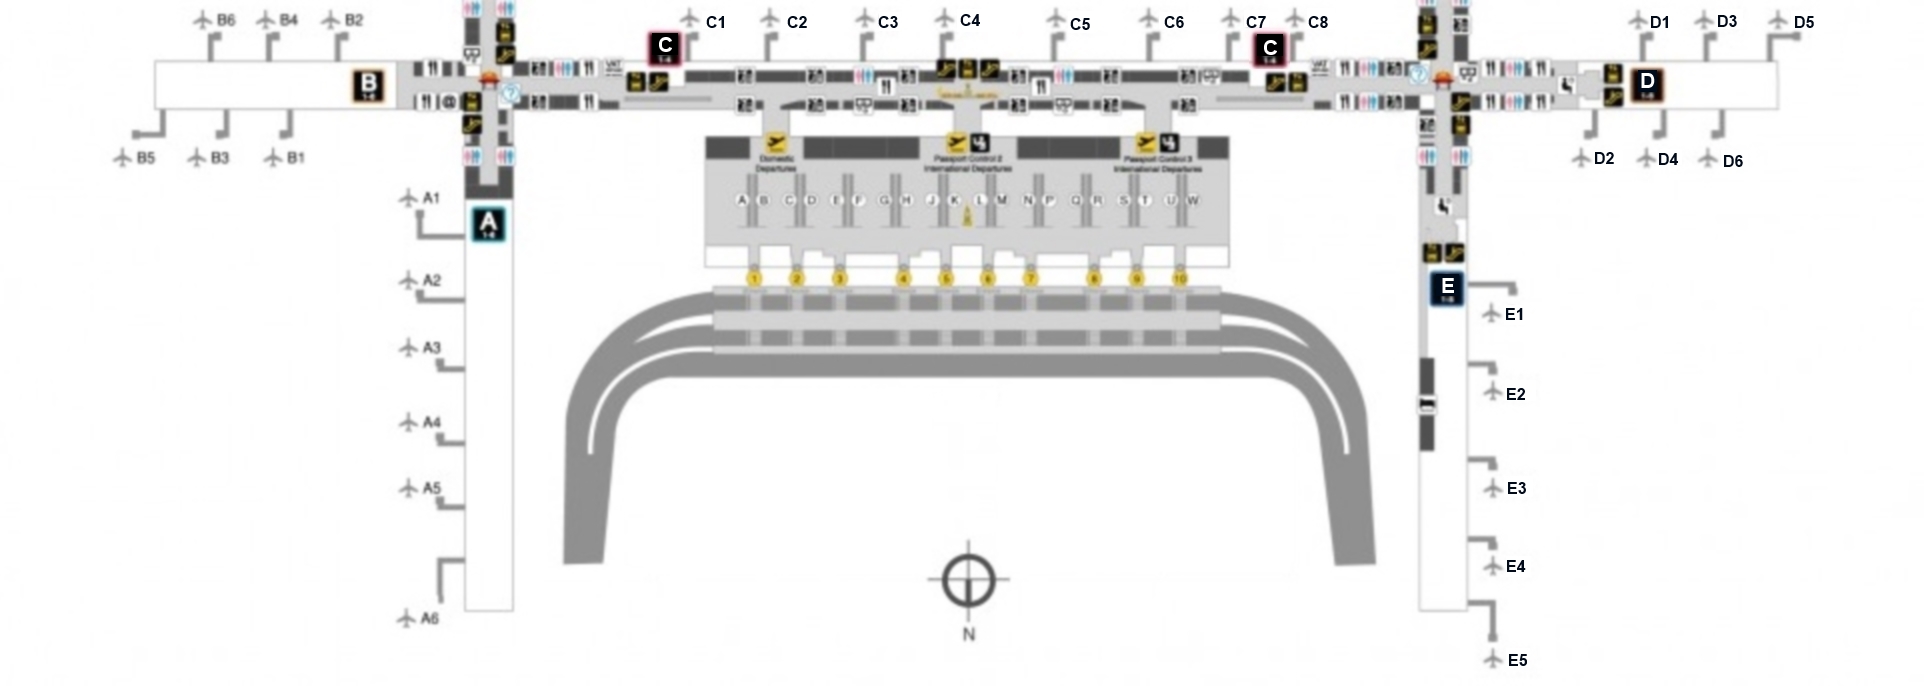 B6
B4
B2
C1
C2
C3
C4
C5
C6
C7
C8
D1
D3
D5
C
C
B
D
VAT
VAT
B5
B3
B1
D2
D4
D6
Domestic
Departures
Passport Control 2
International Departures
Passport Control 3
International Departures
A B C D E F G H J K L M N P Q R S T U W
A1
A
A2
A3
A4
A5
A6
1 2 3 4 5 6 7 8 9 10
E
E1
E2
E3
E4
E5
N